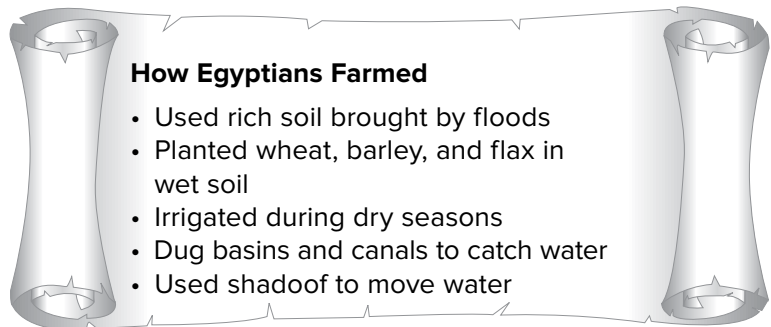 How Egyptians Farmed
• Used rich soil brought by floods
• Planted wheat, barley, and flax in
wet soil
• Irrigated during dry seasons
• Dug basins and canals to catch water
• Used shadoof to move water